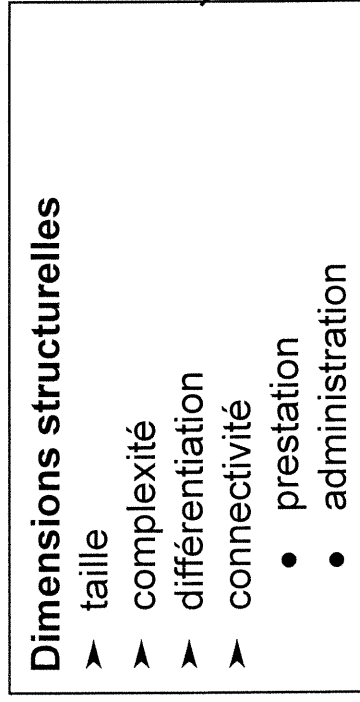 Dimensions structurelles
➤ taille
➤ complexité
➤ différentiation
➤ connectivité
• prestation
• administration